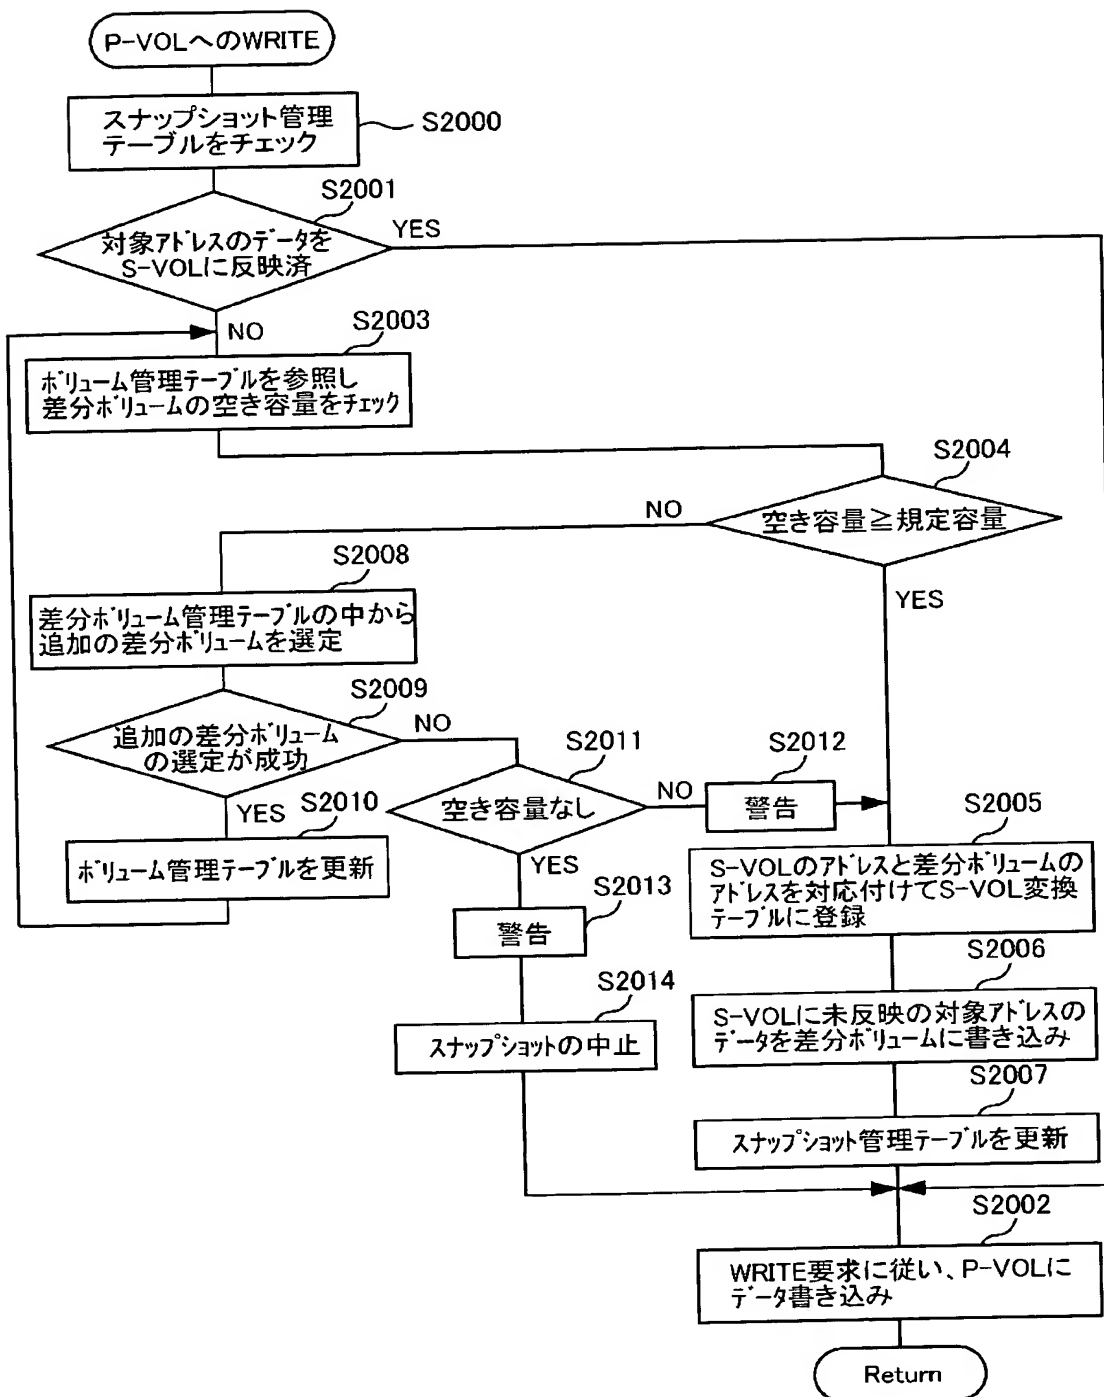 P-VOLへのWRITE
スナップショット管理
テーブルをチェック
S2000
S2001
対象アドレスのデータを
S-VOLに反映済
YES
NO
S2003
ボリューム管理テーブルを参照し
差分ボリュームの空き容量をチェック
S2004
空き容量≧規定容量
NO
YES
S2008
差分ボリューム管理テーブルの中から
追加の差分ボリュームを選定
S2009
追加の差分ボリューム
の選定が成功
NO
YES
S2010
ボリューム管理テーブルを更新
S2011
空き容量なし
NO
YES
S2012
警告
S2013
警告
S2014
スナップショットの中止
S2005
S-VOLのアドレスと差分ボリュームの
アドレスを対応付けてS-VOL変換
テーブルに登録
S2006
S-VOLに未反映の対象アドレスの
データを差分ボリュームに書き込み
S2007
スナップショット管理テーブルを更新
S2002
WRITE要求に従い、P-VOLに
データ書き込み
Return